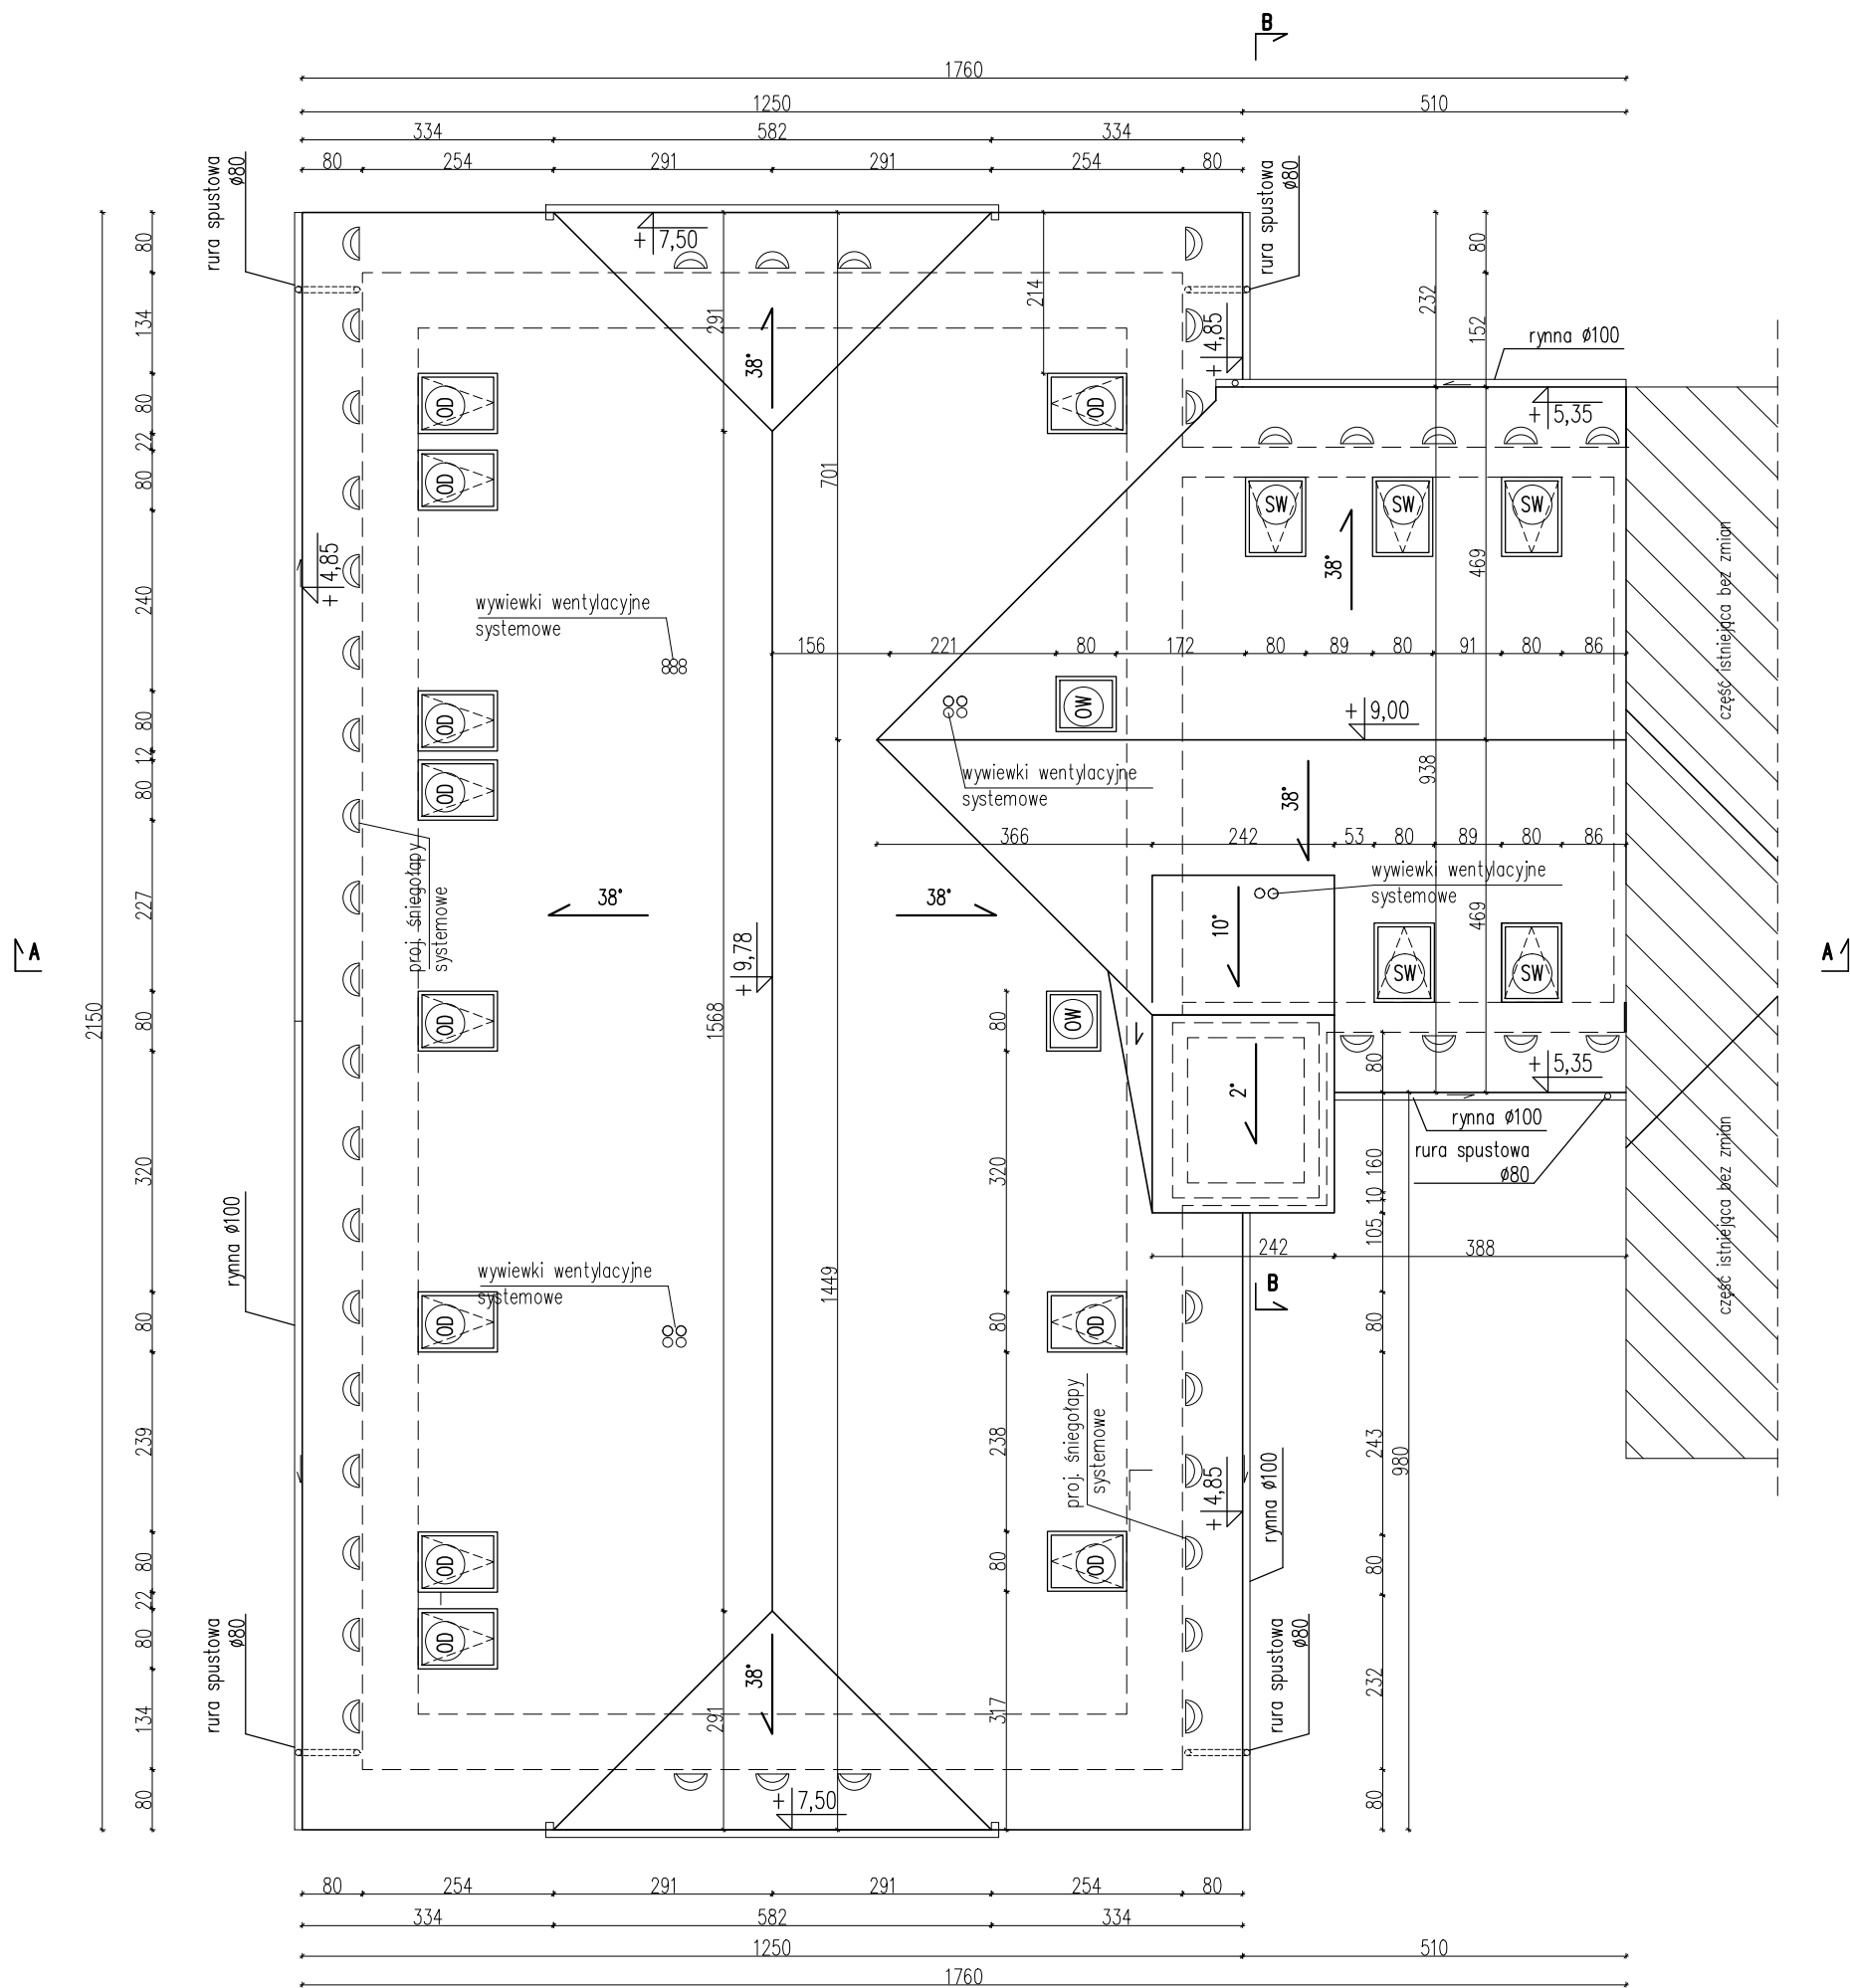 B
1760
1250 510
334 582 334
80 254 291 291 254 80
rura spustowa
ø80
rura spustowa
ø80
+ 7,50
80
134
80
22
80
240
80
12
80
227
80
320
80
239
80
22
80
134
80
2150
291
38°
214
+ 4,85
232
80
152
rynna ø100
+ 5,35
OD
OD
OD
701
SW
SW
SW
38°
469
+ 4,85
część istniejąca bez zmian
wywiewki wentylacyjne
systemowe
156 221 80 172 80 89 80 91 80 86
OD
OW
+ 9,00
OD
wywiewki wentylacyjne
systemowe
38°
938
366 242 53 80 89 80 86
proj. śniegołapy
systemowe
wywiewki wentylacyjne
systemowe
38°
38°
10°
469
A
A
+ 9,78
SW
SW
1568
OD
OW
80
2°
80
+ 5,35
rynna ø100
rura spustowa
ø80
320
160
10
105
część istniejąca bez zmian
rynna ø100
242 388
B
wywiewki wentylacyjne
systemowe
1449
OD
80
OD
80
proj. śniegołapy
systemowe
238
243
980
+ 4,85
rynna ø100
OD
80
OD
80
OD
rura spustowa
ø80
38°
291
317
rura spustowa
ø80
232
+ 7,50
80
80 254 291 291 254 80
334 582 334
1250 510
1760